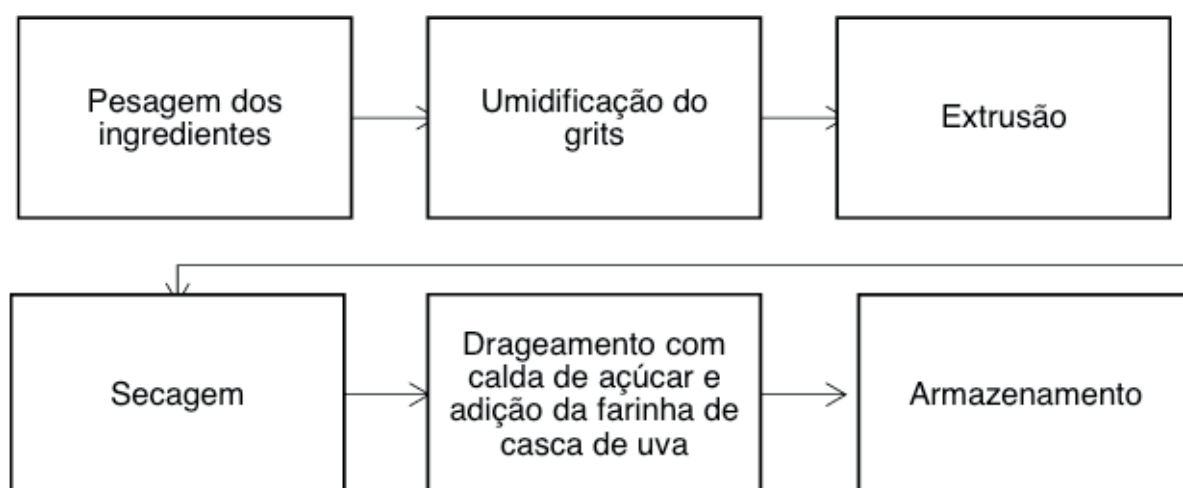 Pesagem dos
ingredientes
Umidificação do
grits
Extrusão
Secagem
Drageamento com
calda de açúcar e
adição da farinha de
casca de uva
Armazenamento